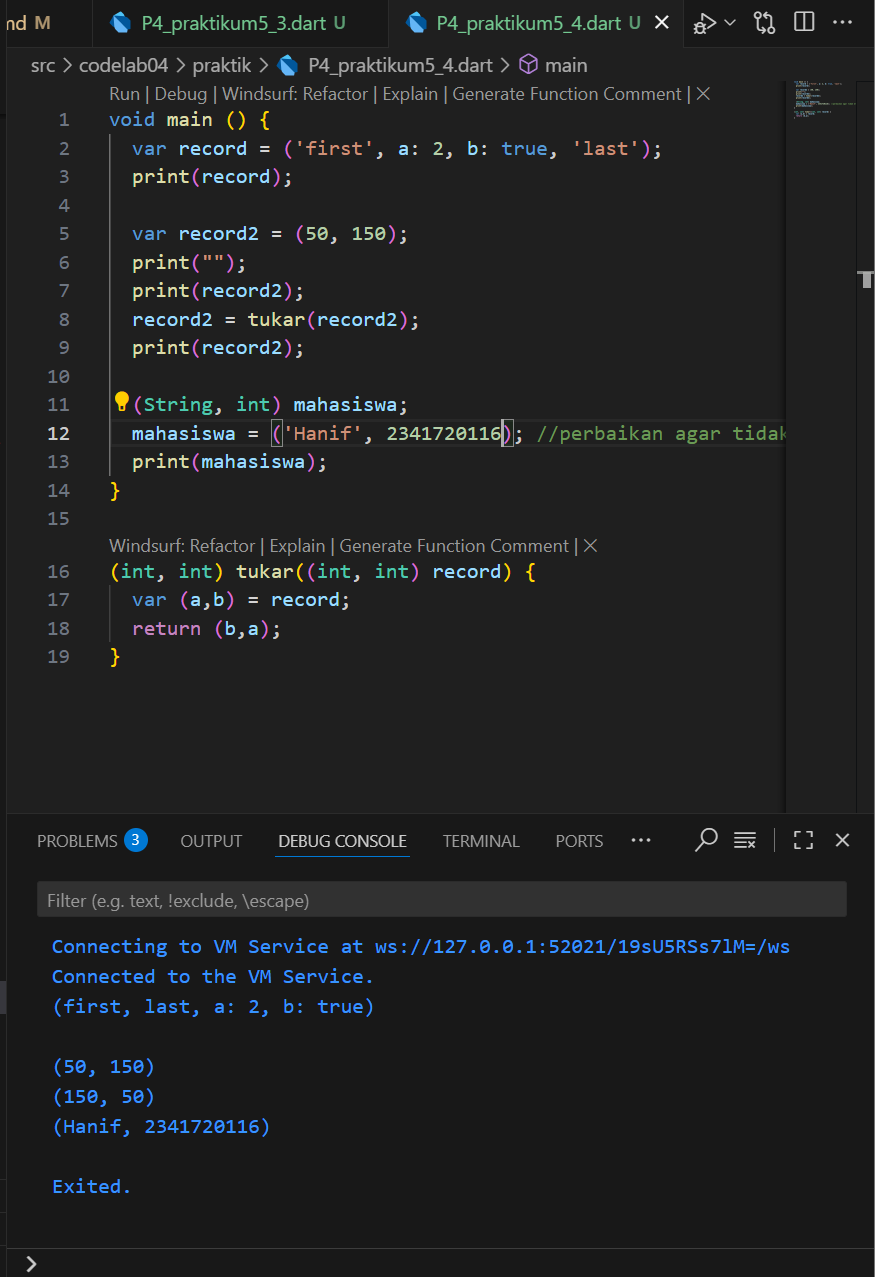 nd M P4_praktikum5_3.dart U P4_praktikum5_4.dart U
src > codelab04 > praktik > P4_praktikum5_4.dart > main
Run | Debug | Windsurf: Refactor | Explain | Generate Function Comment | ×
1 void main () {
2 var record = ('first', a: 2, b: true, 'last');
3 print(record);
4
5 var record2 = (50, 150);
6 print("");
7 print(record2);
8 record2 = tukar(record2);
9 print(record2);
10
11 (String, int) mahasiswa;
12 mahasiswa = ('Hanif', 2341720116); //perbaikan agar tidak
13 print(mahasiswa);
14 }
15
Windsurf: Refactor | Explain | Generate Function Comment | ×
16 (int, int) tukar((int, int) record) {
17 var (a,b) = record;
18 return (b,a);
19 }
PROBLEMS 3 OUTPUT DEBUG CONSOLE TERMINAL PORTS ···
Filter (e.g. text, !exclude, \escape)
Connecting to VM Service at ws://127.0.0.1:52021/19sU5RSs7lM=/ws
Connected to the VM Service.
(first, last, a: 2, b: true)
(50, 150)
(150, 50)
(Hanif, 2341720116)
Exited.
>